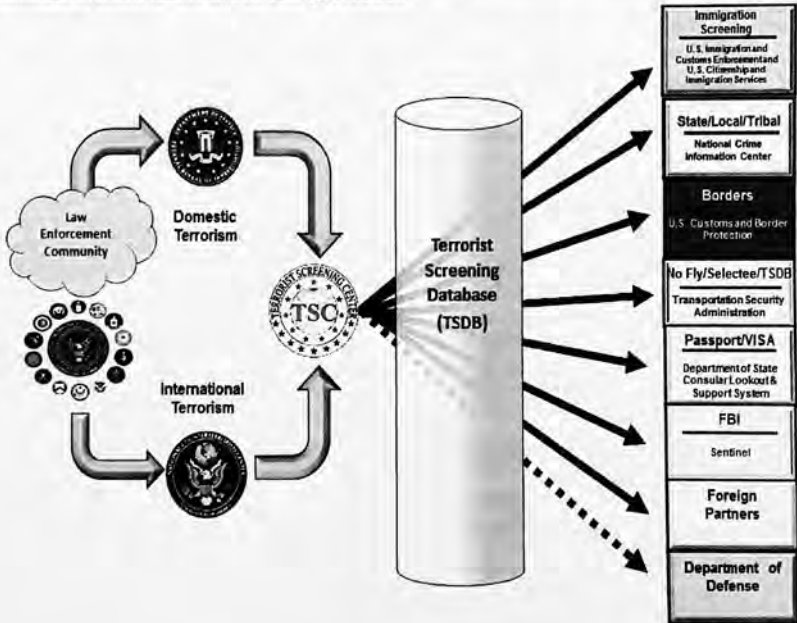 Law
Enforcement
Community
Domestic
Terrorism
International
Terrorism
TERRORIST SCREENING CENTER
TSC
Terrorist
Screening
Database
(TSDB)
Immigration
Screening
U.S. Immigration and
Customs Enforcement and
U.S. Citizenship and
Immigration Services
State/Local/Tribal
National Crime
Information Center
Borders
U.S. Customs and Border
Protection
No Fly/Selectee/TSDB
Transportation Security
Administration
Passport/VISA
Department of State
Consular Lookout &
Support System
FBI
Sentinel
Foreign
Partners
Department of
Defense